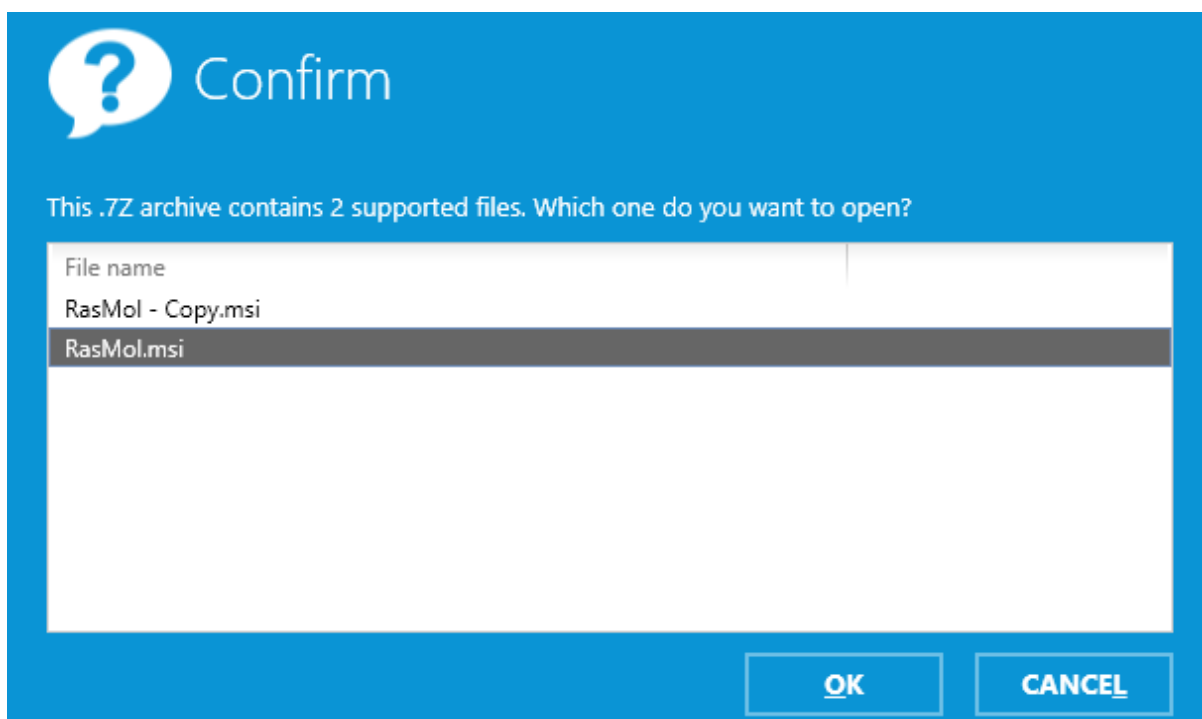 ?
Confirm
This .7Z archive contains 2 supported files. Which one do you want to open?
File name
RasMol - Copy.msi
RasMol.msi
OK
CANCEL